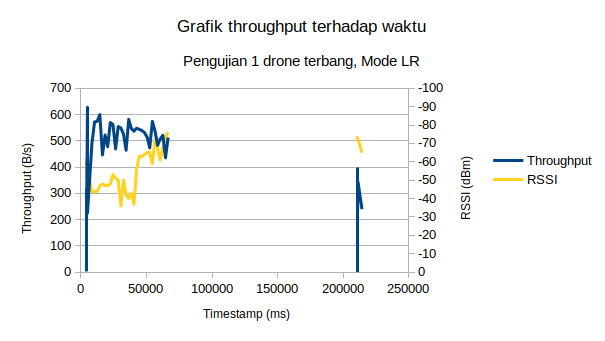 Grafik throughput terhadap waktu
Pengujian 1 drone terbang, Mode LR
700
600
500
400
300
200
100
0
Throughput (B/s)
-100
-90
-80
-70
-60
-50
-40
-30
-20
-10
0
RSSI (dBm)
0 50000 100000 150000 200000 250000
Timestamp (ms)
Throughput
RSSI